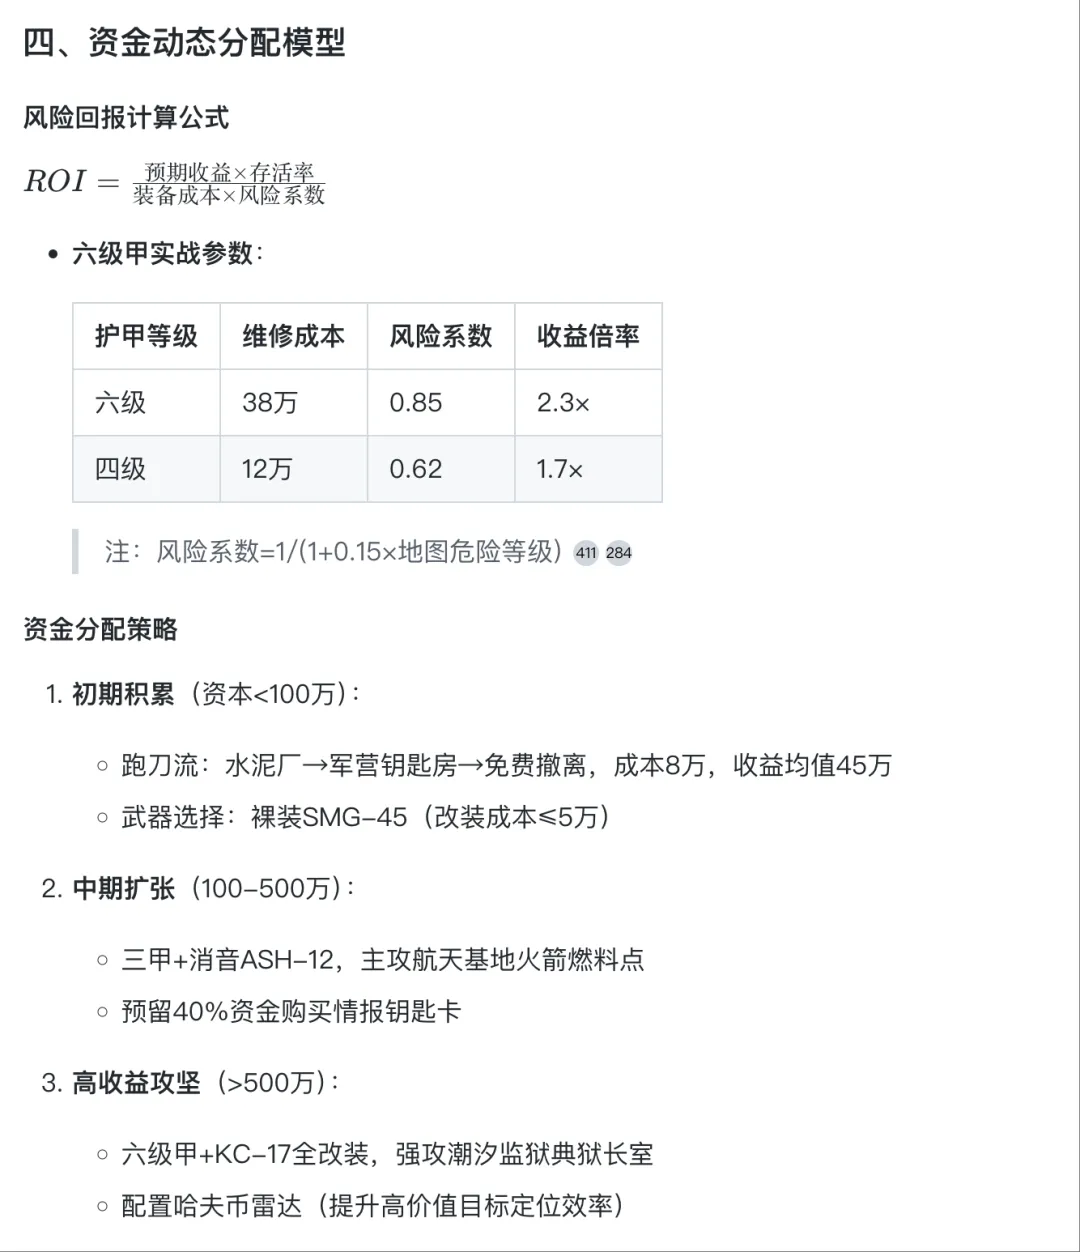 四、资金动态分配模型
风险回报计算公式
ROI = 预期收益×存活率
装备成本×风险系数
• 六级甲实战参数：
护甲等级 维修成本 风险系数 收益倍率
六级 38万 0.85 2.3×
四级 12万 0.62 1.7×
注：风险系数=1/(1+0.15×地图危险等级) 411 284
资金分配策略
1. 初期积累（资本<100万）：
○ 跑刀流：水泥厂→军营钥匙房→免费撤离，成本8万，收益均值45万
○ 武器选择：裸装SMG-45（改装成本≤5万）
2. 中期扩张（100-500万）：
○ 三甲+消音ASH-12，主攻航天基地火箭燃料点
○ 预留40%资金购买情报钥匙卡
3. 高收益攻坚（>500万）：
○ 六级甲+KC-17全改装，强攻潮汐监狱典狱长室
○ 配置哈夫币雷达（提升高价值目标定位效率）